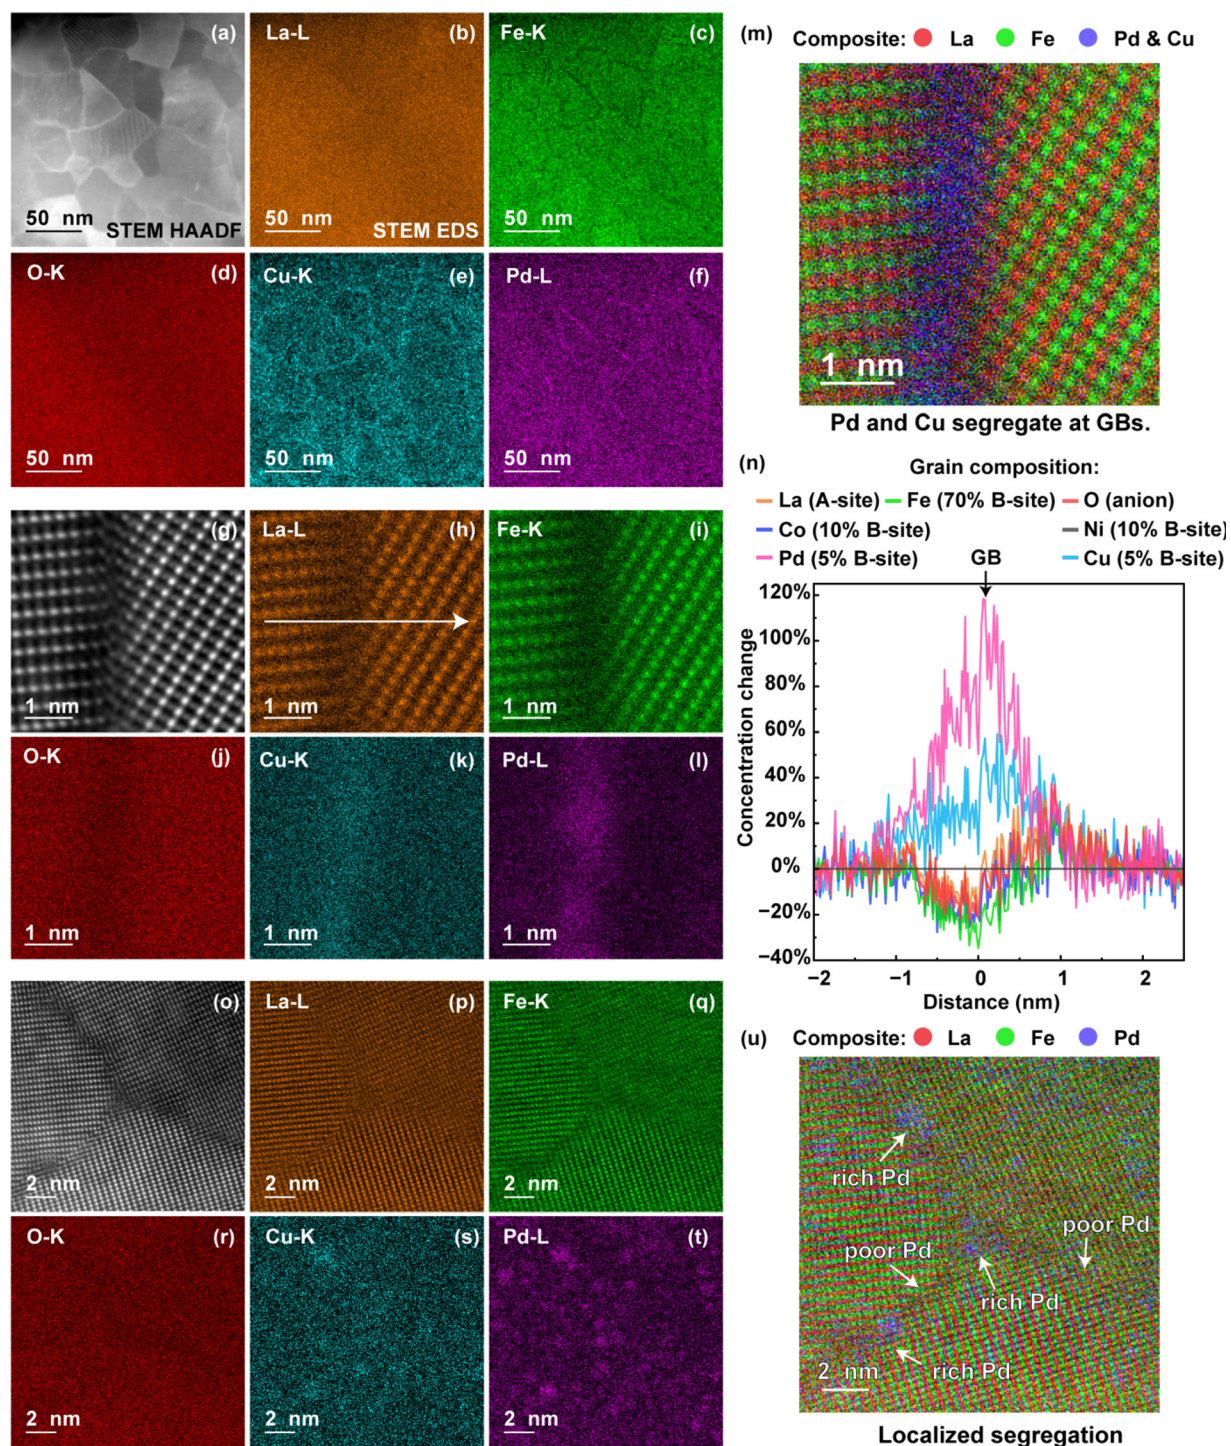 (a)
50 nm
STEM HAADF
La-L
(b)
50 nm
STEM EDS
Fe-K
(c)
50 nm
O-K
(d)
50 nm
Cu-K
(e)
50 nm
Pd-L
(f)
50 nm
(g)
1 nm
La-L
(h)
1 nm
Fe-K
(i)
1 nm
O-K
(j)
1 nm
Cu-K
(k)
1 nm
Pd-L
(l)
1 nm
(m)
Composite: La Fe Pd & Cu
1 nm
Pd and Cu segregate at GBs.
(n)
Grain composition:
La (A-site) Fe (70% B-site) O (anion)
Co (10% B-site) Ni (10% B-site)
Pd (5% B-site) Cu (5% B-site)
GB
120%
100%
80%
60%
40%
20%
0%
−20%
−40%
Concentration change
−2 −1 0 1 2
Distance (nm)
(o)
2 nm
La-L
(p)
2 nm
Fe-K
(q)
2 nm
O-K
(r)
2 nm
Cu-K
(s)
2 nm
Pd-L
(t)
2 nm
(u)
Composite: La Fe Pd
rich Pd
poor Pd
poor Pd
rich Pd
rich Pd
2 nm
Localized segregation